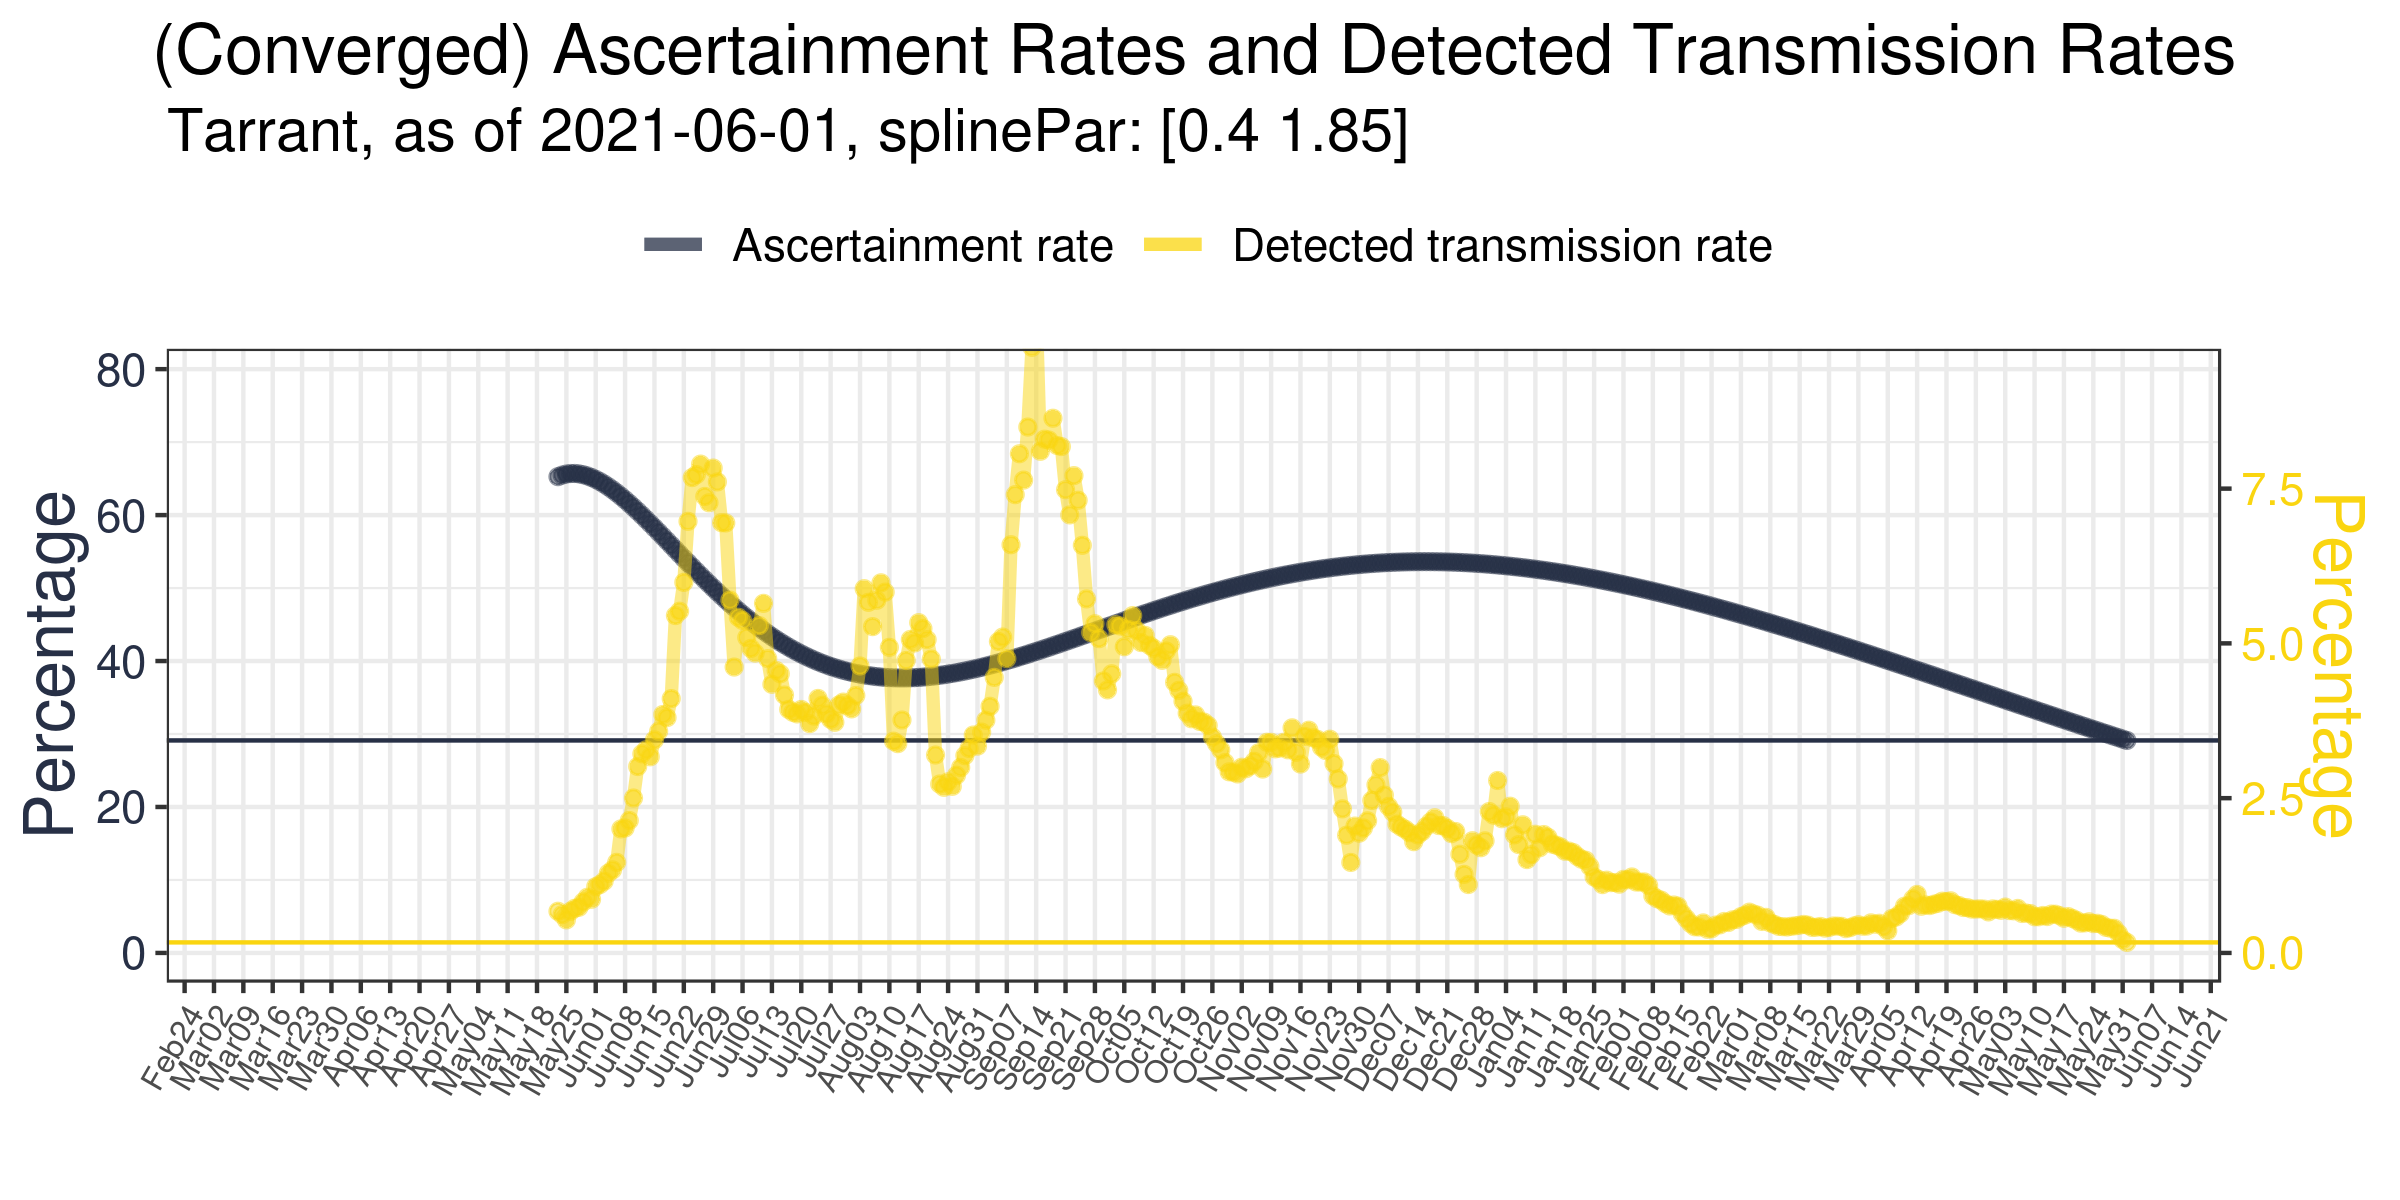 (Converged) Ascertainment Rates and Detected Transmission Rates
Tarrant, as of 2021-06-01, splinePar: [0.4 1.85]
Ascertainment rate
Detected transmission rate
Percentage
80
60
40
20
0
7.5
5.0
2.5
0.0
Percentage
Feb24
Mar02
Mar09
Mar16
Mar23
Mar30
Apr06
Apr13
Apr20
Apr27
May04
May11
May18
May25
Jun01
Jun08
Jun15
Jun22
Jun29
Jul06
Jul13
Jul20
Jul27
Aug03
Aug10
Aug17
Aug24
Aug31
Sep07
Sep14
Sep21
Sep28
Oct05
Oct12
Oct19
Oct26
Nov02
Nov09
Nov16
Nov23
Nov30
Dec07
Dec14
Dec21
Dec28
Jan04
Jan11
Jan18
Jan25
Feb01
Feb08
Feb15
Feb22
Mar01
Mar08
Mar15
Mar22
Mar29
Apr05
Apr12
Apr19
Apr26
May03
May10
May17
May24
May31
Jun07
Jun14
Jun21